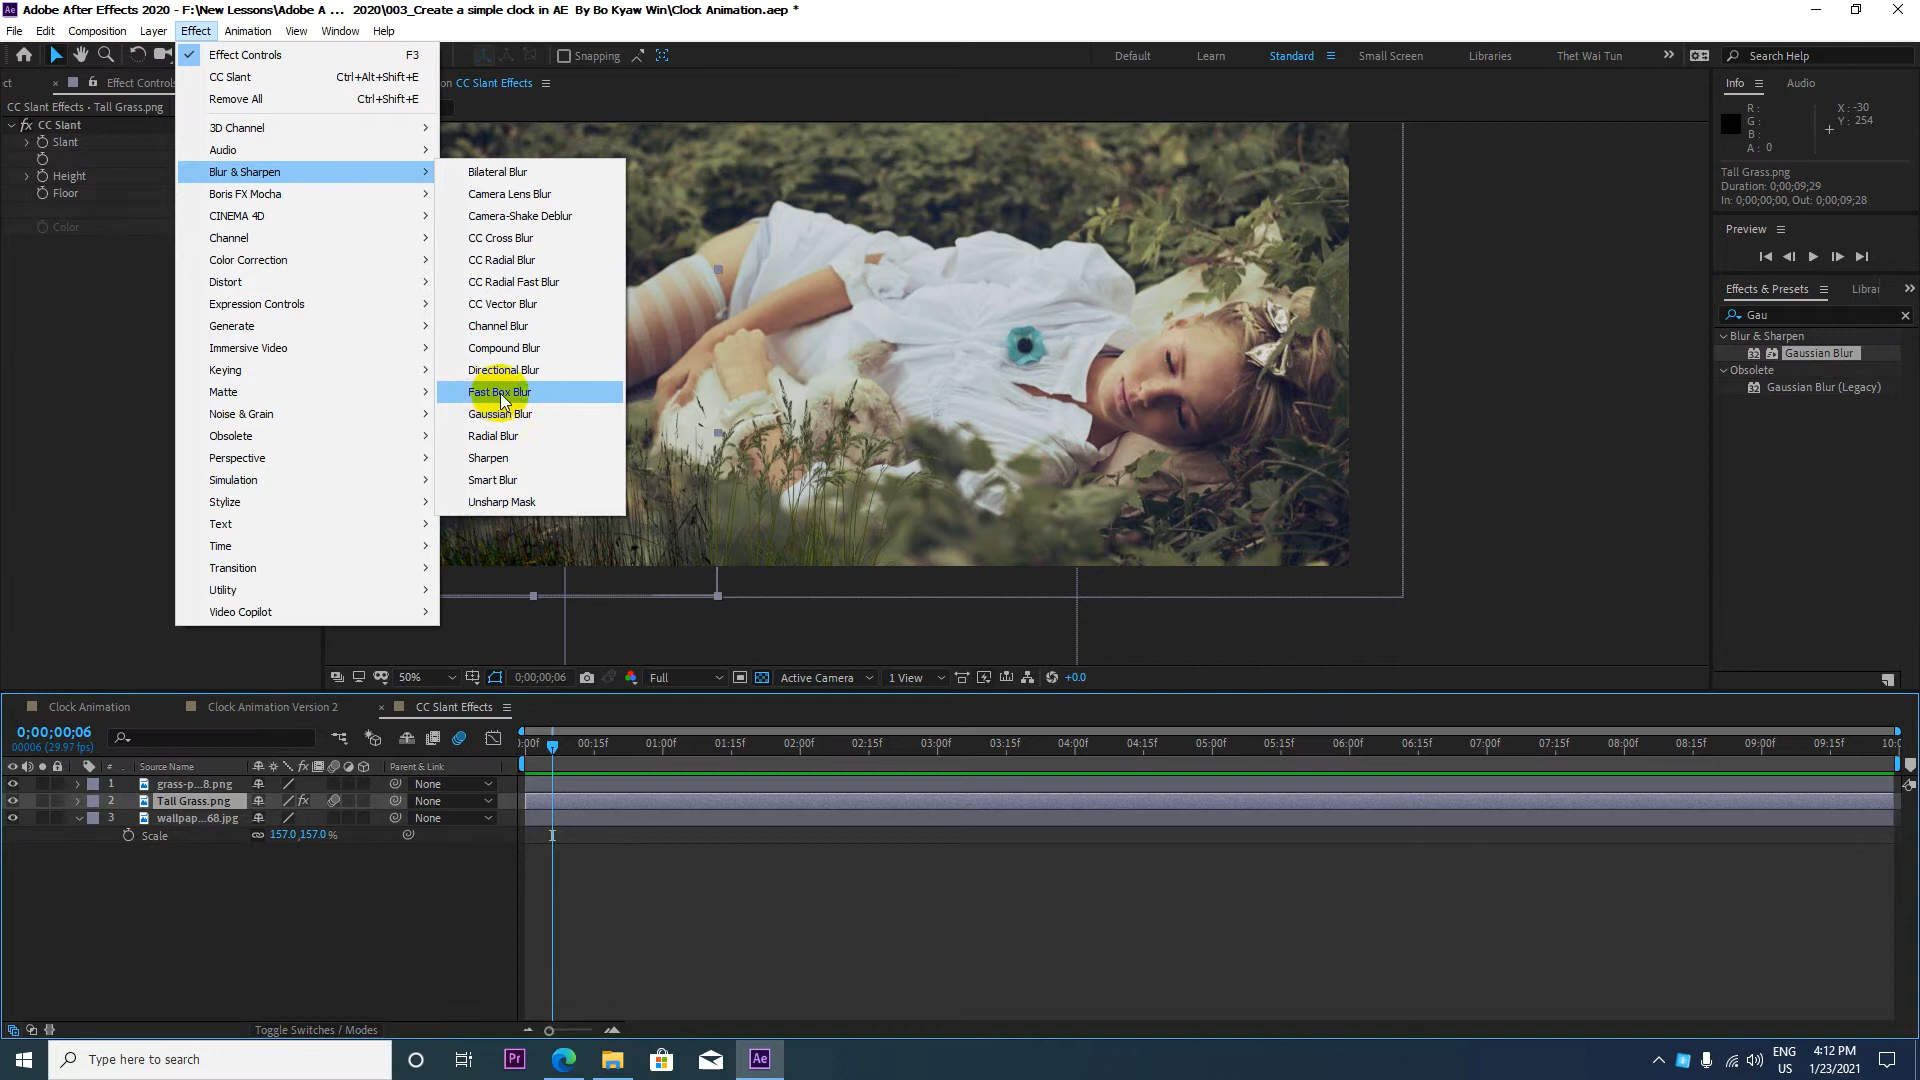 Adobe After Effects 2020 - F:\New Lessons\Adobe A ... 2020\003_Create a simple clock in AE By Bo Kyaw Win\Clock Animation.aep *
File Edit Composition Layer Effect Animation View Window Help
Snapping Default Learn Standard Small Screen Libraries Thet Wai Tun Search Help
ct Effect Controls
on CC Slant Effects
CC Slant Effects • Tall Grass.png
fx CC Slant
Slant
Height
Floor
Color
Effect Controls F3
CC Slant Ctrl+Alt+Shift+E
Remove All Ctrl+Shift+E
3D Channel
Audio
Blur & Sharpen
Boris FX Mocha
CINEMA 4D
Channel
Color Correction
Distort
Expression Controls
Generate
Immersive Video
Keying
Matte
Noise & Grain
Obsolete
Perspective
Simulation
Stylize
Text
Time
Transition
Utility
Video Copilot
Bilateral Blur
Camera Lens Blur
Camera-Shake Deblur
CC Cross Blur
CC Radial Blur
CC Radial Fast Blur
CC Vector Blur
Channel Blur
Compound Blur
Directional Blur
Fast Box Blur
Gaussian Blur
Radial Blur
Sharpen
Smart Blur
Unsharp Mask
Info Audio
R:
G:
B:
A: 0
X: -30
Y: 254
Tall Grass.png
Duration: 0;00;09;29
In: 0;00;00;00, Out: 0;00;09;28
Preview
Effects & Presets Librar
Gau
Blur & Sharpen
32 Gaussian Blur
Obsolete
32 Gaussian Blur (Legacy)
50% 0;00;00;06 Full Active Camera 1 View +0.0
Clock Animation Clock Animation Version 2 CC Slant Effects
0;00;00;06
00006 (29.97 fps)
:00f 00:15f 01:00f 01:15f 02:00f 02:15f 03:00f 03:15f 04:00f 04:15f 05:00f 05:15f 06:00f 06:15f 07:00f 07:15f 08:00f 08:15f 09:00f 09:15f 10:0
# Source Name fx Parent & Link
1 grass-p...8.png None
2 Tall Grass.png fx None
3 wallpap...68.jpg None
Scale 157.0,157.0 %
Toggle Switches / Modes
Type here to search
Pr
Ae
ENG
US
4:12 PM
1/23/2021